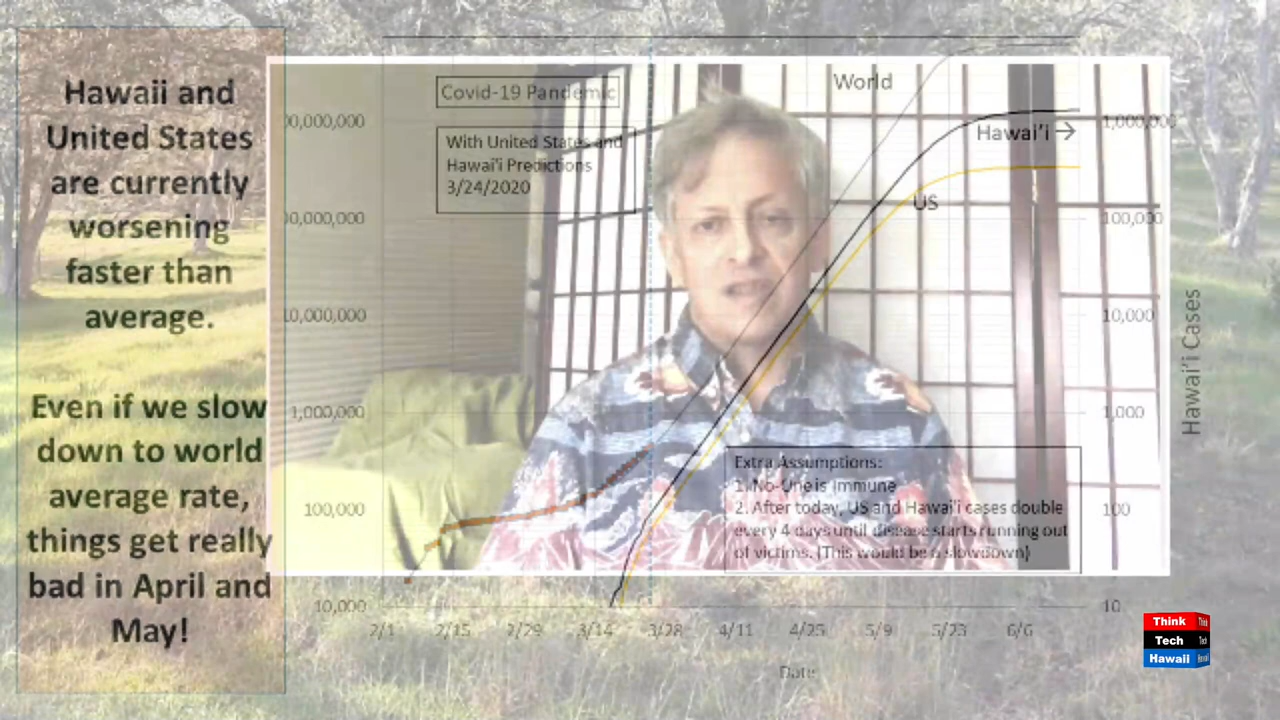 Hawaii and
United States
are currently
worsening
faster than
average.
Even if we slow
down to world
average rate,
things get really
bad in April and
May!
Covid-19 Pandemic
With United States and
Hawai'i Predictions
3/24/2020
World
Hawai'i →
US
10,000,000
1,000,000
100,000
10,000
1,000,000
100,000
10,000
1,000
100
10
Hawai'i Cases
Extra Assumptions:
1. No-One is immune
2. After today, US and Hawai'i cases double
every 4 days until disease starts running out
of victims. (This would be a slowdown)
2/1 2/15 2/29 3/14 3/28 4/11 4/25 5/9 5/23 6/6
Date
Think
Tech
Hawaii